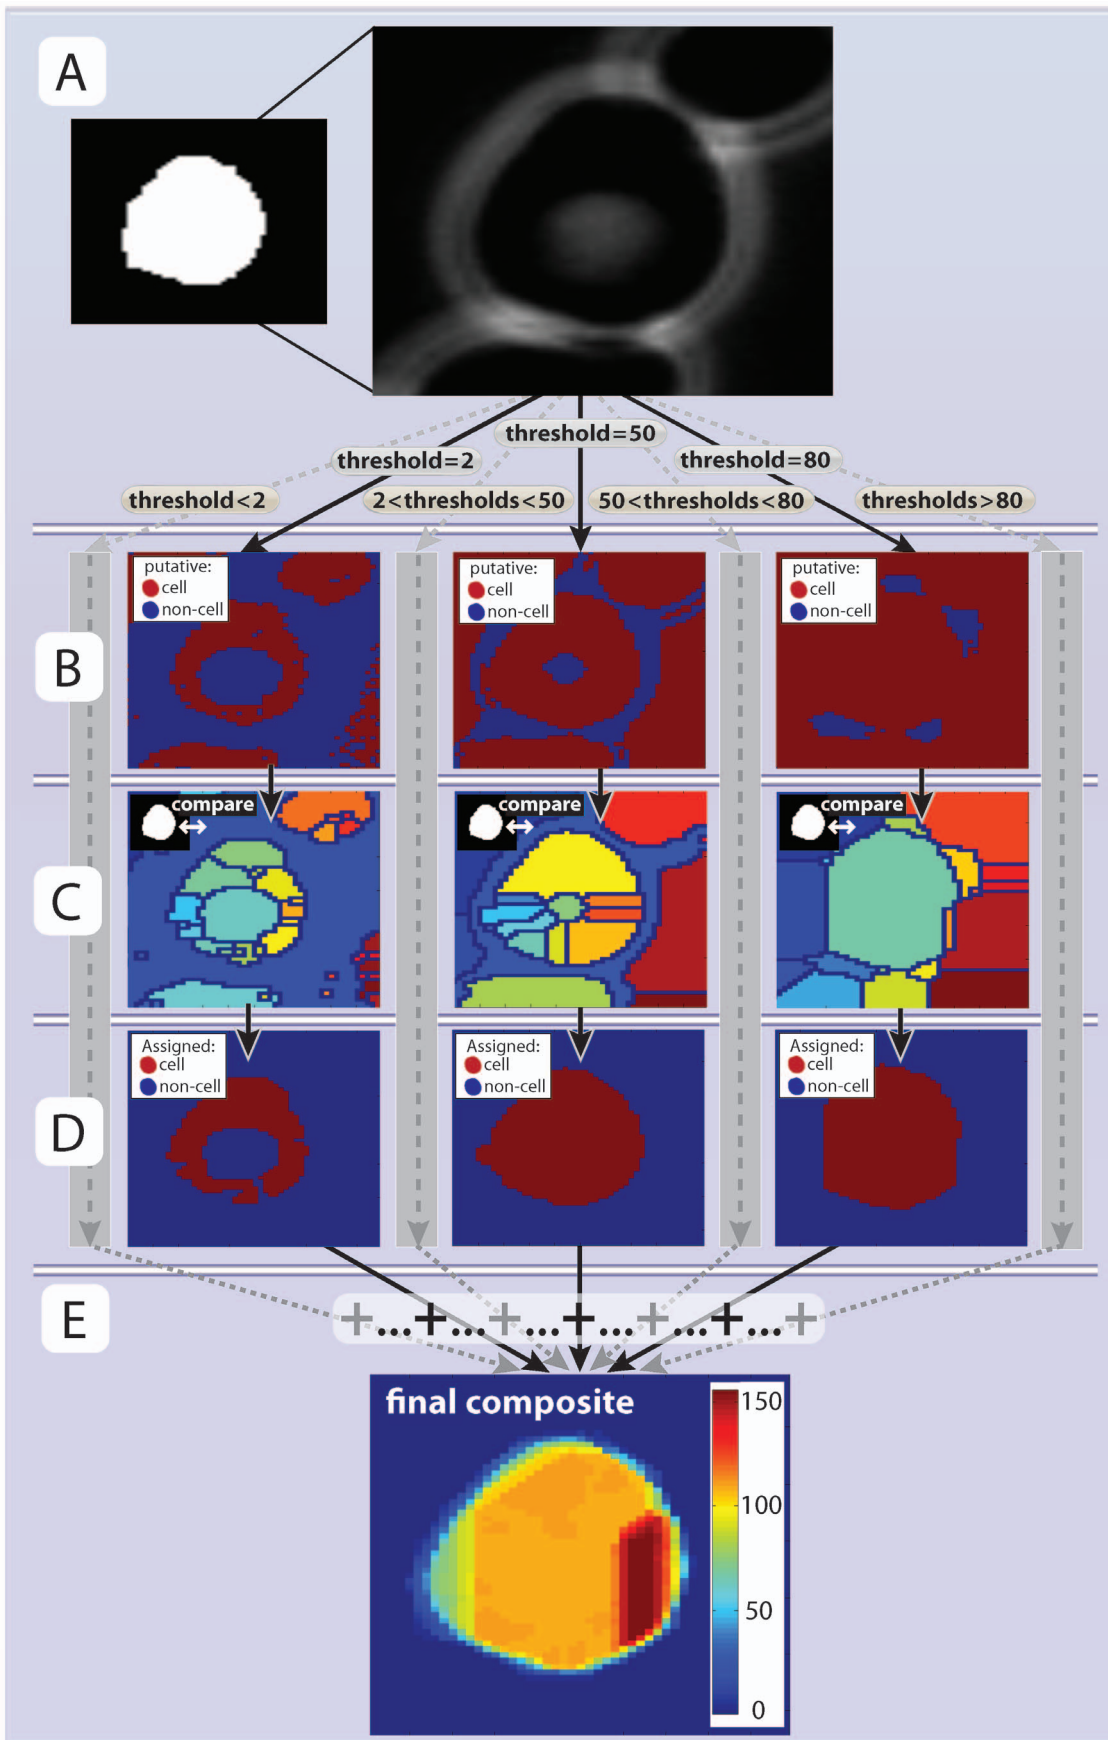 A
threshold=50
threshold=2
threshold=80
threshold<2
2<thresholds<50
50<thresholds<80
thresholds>80
B
putative:
cell
non-cell
putative:
cell
non-cell
putative:
cell
non-cell
C
compare
compare
compare
D
Assigned:
cell
non-cell
Assigned:
cell
non-cell
Assigned:
cell
non-cell
E
+...+...+...+...+...+...+
final composite
150
100
50
0